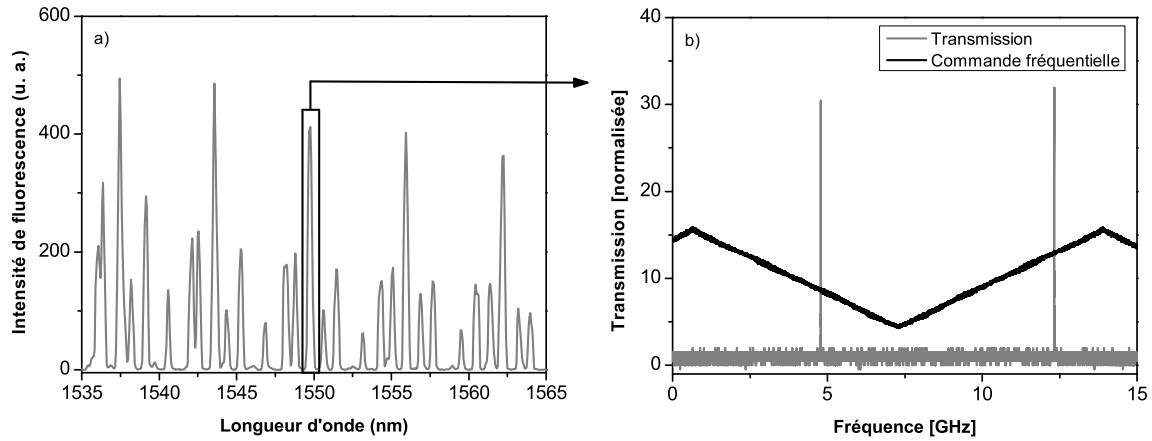 a)
600
400
200
0
Intensité de fluorescence (u. a.)
1535 1540 1545 1550 1555 1560 1565
Longueur d'onde (nm)
b)
Transmission
Commande fréquentielle
40
30
20
10
0
Transmission [normalisée]
0 5 10 15
Fréquence [GHz]